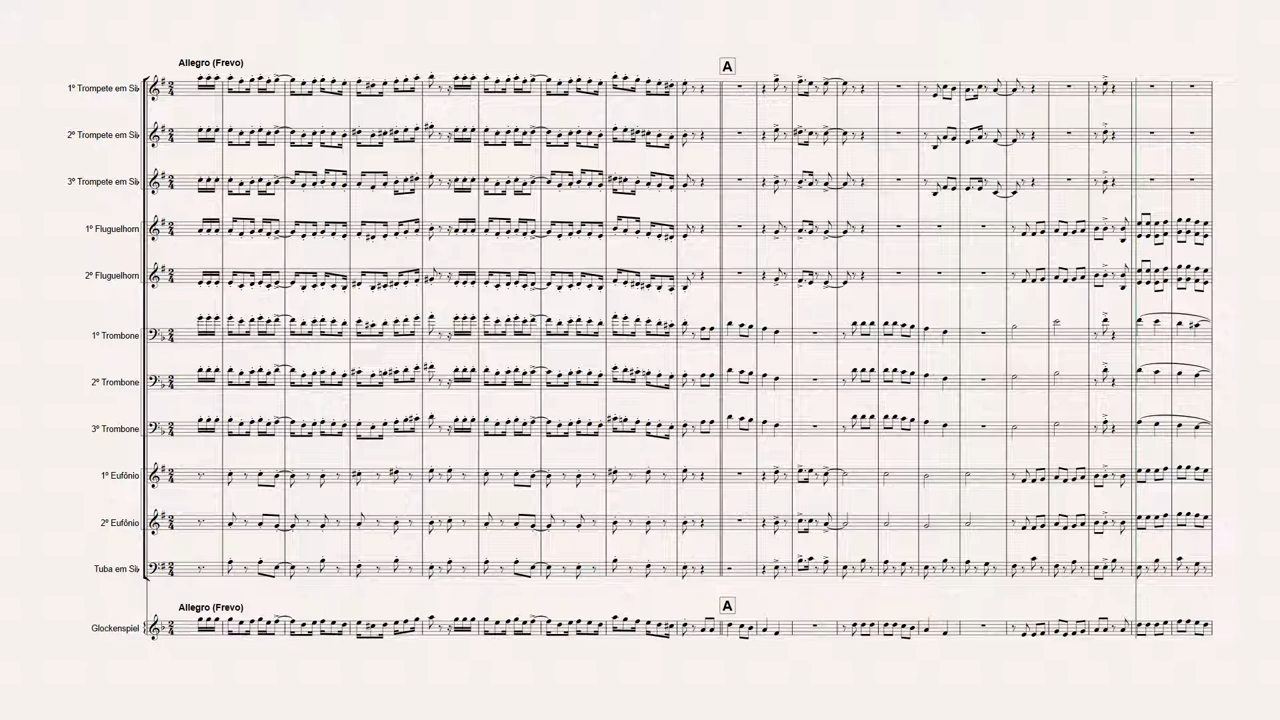 Allegro (Frevo)
A
1º Trompete em Si♭
2º Trompete em Si♭
3º Trompete em Si♭
1º Fluguelhorn
2º Fluguelhorn
1º Trombone
2º Trombone
3º Trombone
1º Eufônio
2º Eufônio
Tuba em Si♭
Allegro (Frevo)
A
Glockenspiel